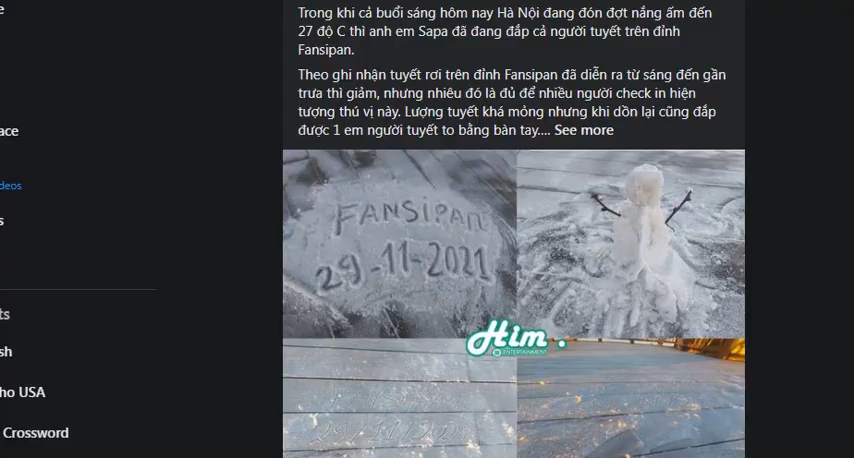 Trong khi cả buổi sáng hôm nay Hà Nội đang đón đợt nắng ấm đến
27 độ C thì anh em Sapa đã đang đắp cả người tuyết trên đỉnh
Fansipan.
Theo ghi nhận tuyết rơi trên đỉnh Fansipan đã diễn ra từ sáng đến gần
trưa thì giảm, nhưng nhiêu đó là đủ để nhiều người check in hiện
tượng thú vị này. Lượng tuyết khá mỏng nhưng khi dồn lại cũng đắp
được 1 em người tuyết to bằng bàn tay.... See more
ace
deos
s
ts
sh
ho USA
Crossword
FANSIPAN
29-11-2021
Him.
ENTERTAINMENT